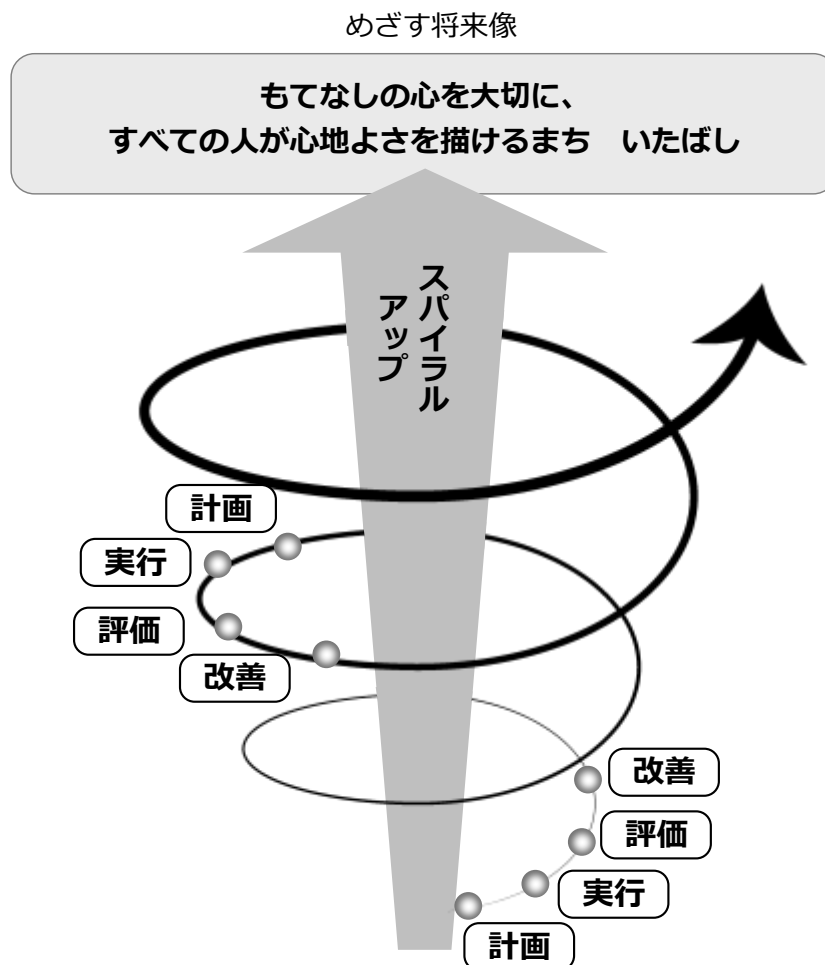 めざす将来像
もてなしの心を大切に、
すべての人が心地よさを描けるまち　いたばし
スパイラル
アップ
計画
実行
評価
改善
改善
評価
実行
計画